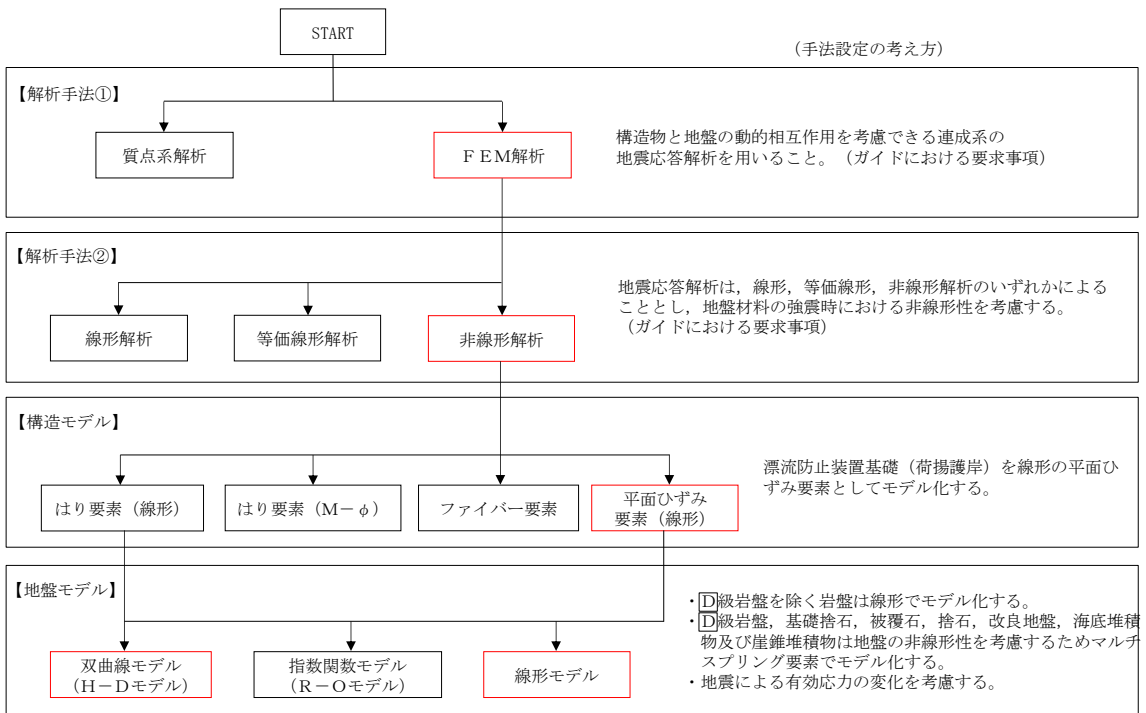 START
（手法設定の考え方）
【解析手法①】
質点系解析
ＦＥＭ解析
構造物と地盤の動的相互作用を考慮できる連成系の
地震応答解析を用いること。（ガイドにおける要求事項）
【解析手法②】
線形解析
等価線形解析
非線形解析
地震応答解析は，線形，等価線形，非線形解析のいずれかによる
こととし，地盤材料の強震時における非線形性を考慮する。
（ガイドにおける要求事項）
【構造モデル】
はり要素（線形）
はり要素（Ｍ－φ）
ファイバー要素
平面ひずみ
要素（線形）
漂流防止装置基礎（荷揚護岸）を線形の平面ひ
ずみ要素としてモデル化する。
【地盤モデル】
双曲線モデル
（Ｈ－Ｄモデル）
指数関数モデル
（Ｒ－Ｏモデル）
線形モデル
・Ｄ級岩盤を除く岩盤は線形でモデル化する。
・Ｄ級岩盤，基礎捨石，被覆石，捨石，改良地盤，海底堆積
物及び崖錐堆積物は地盤の非線形性を考慮するためマルチ
スプリング要素でモデル化する。
・地震による有効応力の変化を考慮する。